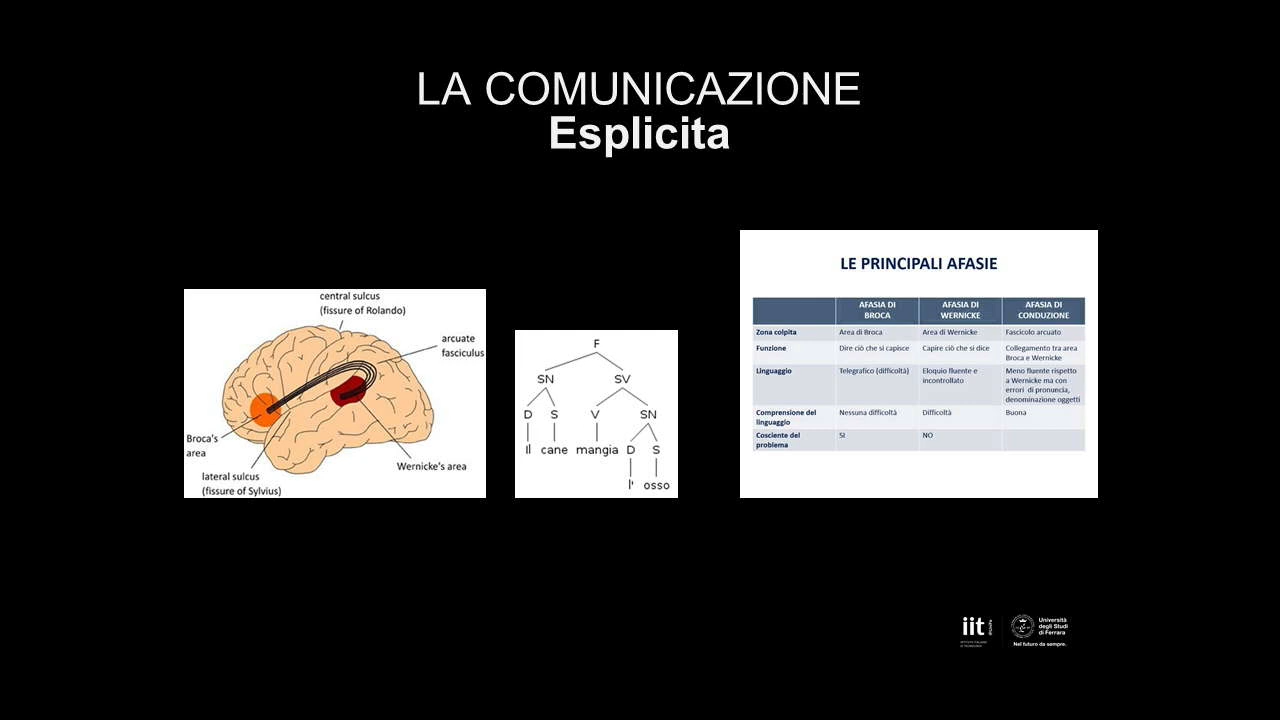 LA COMUNICAZIONE
Esplicita
central sulcus
(fissure of Rolando)
arcuate
fasciculus
Broca's
area
Wernicke's area
lateral sulcus
(fissure of Sylvius)
F
SN SV
D S V SN
Il cane mangia D S
l' osso
LE PRINCIPALI AFASIE
AFASIA DI
BROCA
AFASIA DI
WERNICKE
AFASIA DI
CONDUZIONE
Zona colpita
Area di Broca
Area di Wernicke
Fascicolo arcuato
Funzione
Dire ciò che si capisce
Capire ciò che si dice
Collegamento tra area
Broca e Wernicke
Linguaggio
Telegrafico (difficoltà)
Eloquio fluente e
incontrollato
Meno fluente rispetto
a Wernicke ma con
errori di pronuncia,
denominazione oggetti
Comprensione del
linguaggio
Nessuna difficoltà
Difficoltà
Buona
Cosciente del
problema
SI
NO
iit
Università
degli Studi
di Ferrara
Nel futuro da sempre.